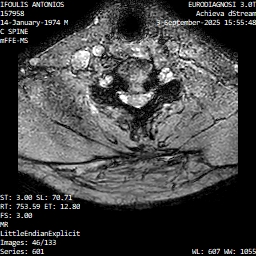 IFOULIS ANTONIOS
EURODIAGNOSI 3.0T
157958
Achieva dStream
14-January-1974 M
3-September-2025 15:55:48
C SPINE
mFFE-MS
ST: 3.00 SL: 70.71
RT: 753.59 ET: 12.80
FS: 3.00
MR
LittleEndianExplicit
Images: 46/133
Series: 601
WL: 607 WW: 1055